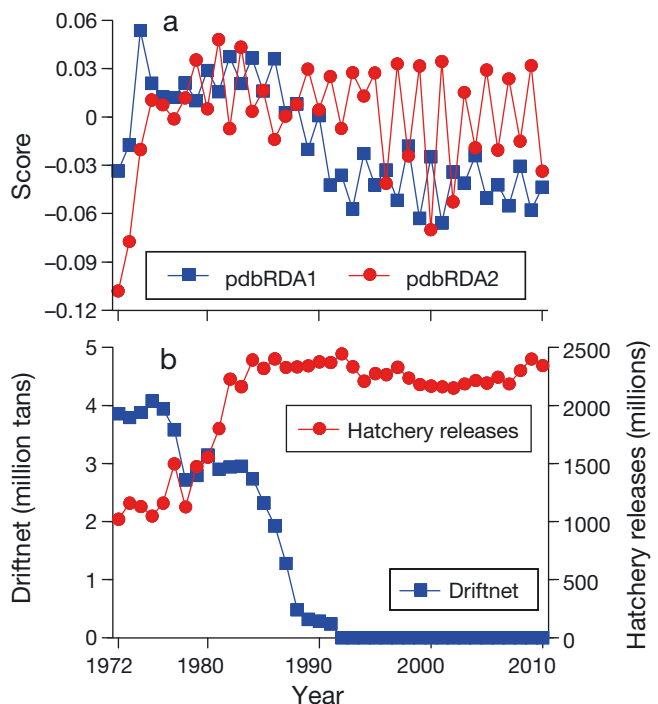 a
0.06
0.03
0
−0.03
−0.06
−0.09
−0.12
Score
pdbRDA1 pdbRDA2
b
5
4
3
2
1
0
Driftnet (million tans)
2500
2000
1500
1000
500
0
Hatchery releases (millions)
Hatchery releases
Driftnet
1972 1980 1990 2000 2010
Year